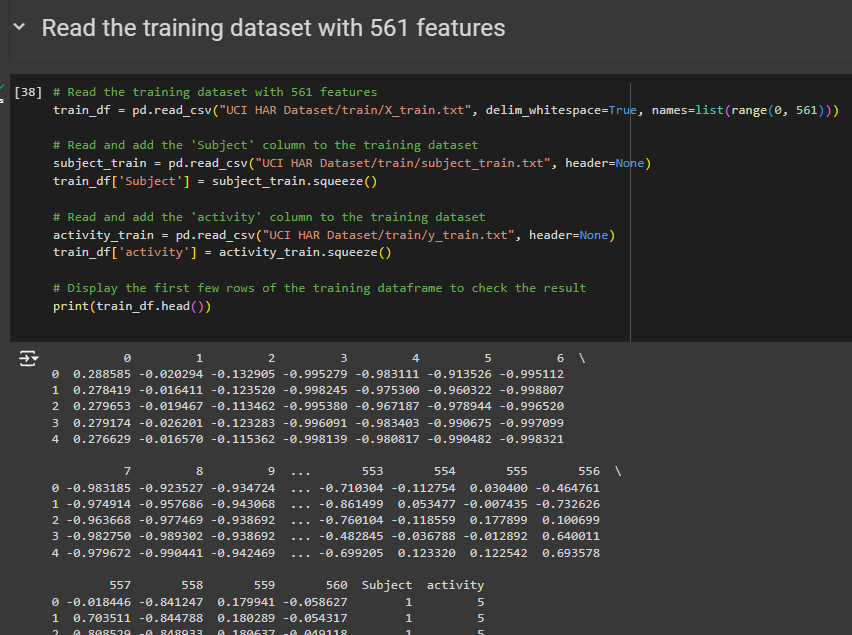 Read the training dataset with 561 features
[38] # Read the training dataset with 561 features
train_df = pd.read_csv("UCI HAR Dataset/train/X_train.txt", delim_whitespace=True, names=list(range(0, 561)))
# Read and add the 'Subject' column to the training dataset
subject_train = pd.read_csv("UCI HAR Dataset/train/subject_train.txt", header=None)
train_df['Subject'] = subject_train.squeeze()
# Read and add the 'activity' column to the training dataset
activity_train = pd.read_csv("UCI HAR Dataset/train/y_train.txt", header=None)
train_df['activity'] = activity_train.squeeze()
# Display the first few rows of the training dataframe to check the result
print(train_df.head())
0 1 2 3 4 5 6 \
0 0.288585 -0.020294 -0.132905 -0.995279 -0.983111 -0.913526 -0.995112
1 0.278419 -0.016411 -0.123520 -0.998245 -0.975300 -0.960322 -0.998807
2 0.279653 -0.019467 -0.113462 -0.995380 -0.967187 -0.978944 -0.996520
3 0.279174 -0.026201 -0.123283 -0.996091 -0.983403 -0.990675 -0.997099
4 0.276629 -0.016570 -0.115362 -0.998139 -0.980817 -0.990482 -0.998321
7 8 9 ... 553 554 555 556 \
0 -0.983185 -0.923527 -0.934724 ... -0.710304 -0.112754 0.030400 -0.464761
1 -0.974914 -0.957686 -0.943068 ... -0.861499 0.053477 -0.007435 -0.732626
2 -0.963668 -0.977469 -0.938692 ... -0.760104 -0.118559 0.177899 0.100699
3 -0.982750 -0.989302 -0.938692 ... -0.482845 -0.036788 -0.012892 0.640011
4 -0.979672 -0.990441 -0.942469 ... -0.699205 0.123320 0.122542 0.693578
557 558 559 560 Subject activity
0 -0.018446 -0.841247 0.179941 -0.058627 1 5
1 0.703511 -0.844788 0.180289 -0.054317 1 5
2 0.808529 -0.848933 0.180637 -0.049118 1 5